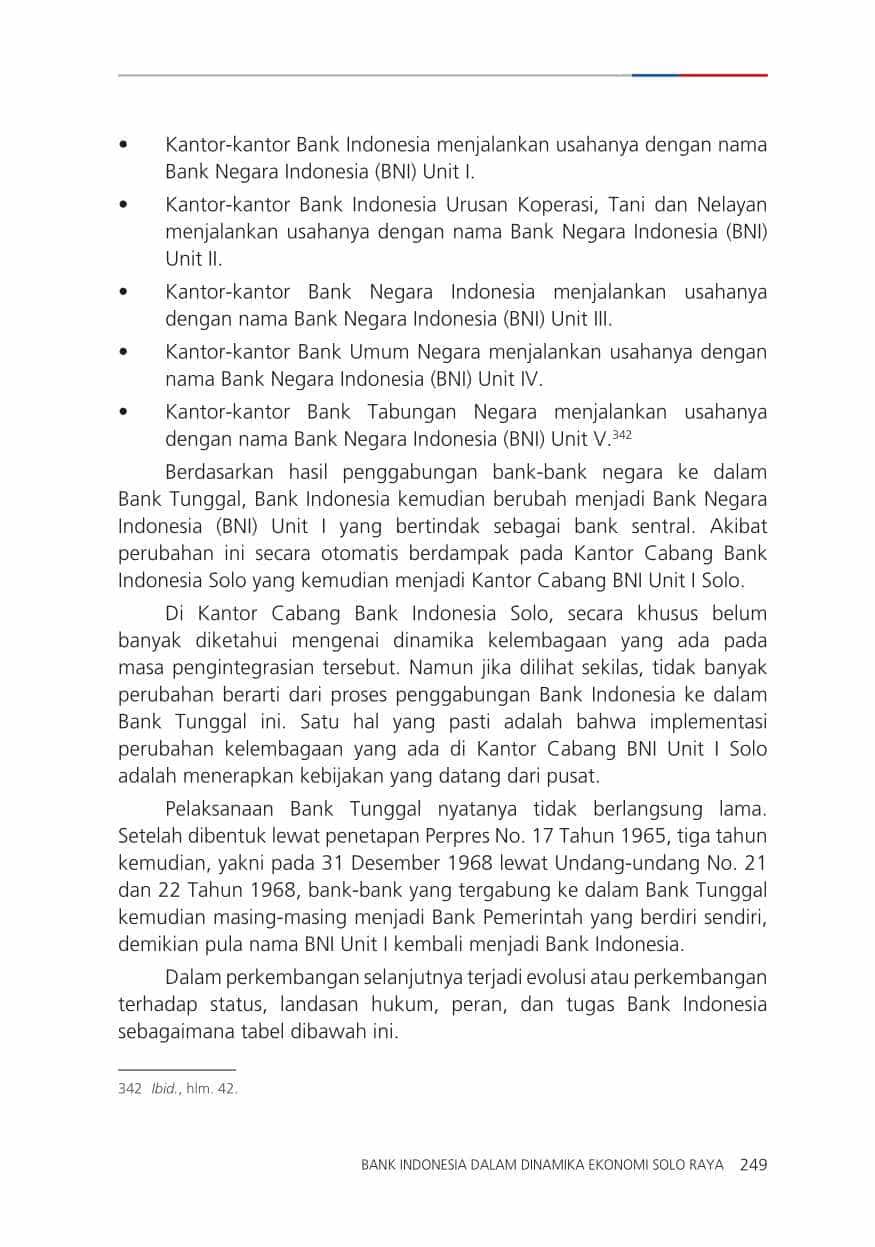 • Kantor-kantor Bank Indonesia menjalankan usahanya dengan nama
Bank Negara Indonesia (BNI) Unit I.
• Kantor-kantor Bank Indonesia Urusan Koperasi, Tani dan Nelayan
menjalankan usahanya dengan nama Bank Negara Indonesia (BNI)
Unit II.
• Kantor-kantor Bank Negara Indonesia menjalankan usahanya
dengan nama Bank Negara Indonesia (BNI) Unit III.
• Kantor-kantor Bank Umum Negara menjalankan usahanya dengan
nama Bank Negara Indonesia (BNI) Unit IV.
• Kantor-kantor Bank Tabungan Negara menjalankan usahanya
dengan nama Bank Negara Indonesia (BNI) Unit V.342
Berdasarkan hasil penggabungan bank-bank negara ke dalam
Bank Tunggal, Bank Indonesia kemudian berubah menjadi Bank Negara
Indonesia (BNI) Unit I yang bertindak sebagai bank sentral. Akibat
perubahan ini secara otomatis berdampak pada Kantor Cabang Bank
Indonesia Solo yang kemudian menjadi Kantor Cabang BNI Unit I Solo.
Di Kantor Cabang Bank Indonesia Solo, secara khusus belum
banyak diketahui mengenai dinamika kelembagaan yang ada pada
masa pengintegrasian tersebut. Namun jika dilihat sekilas, tidak banyak
perubahan berarti dari proses penggabungan Bank Indonesia ke dalam
Bank Tunggal ini. Satu hal yang pasti adalah bahwa implementasi
perubahan kelembagaan yang ada di Kantor Cabang BNI Unit I Solo
adalah menerapkan kebijakan yang datang dari pusat.
Pelaksanaan Bank Tunggal nyatanya tidak berlangsung lama.
Setelah dibentuk lewat penetapan Perpres No. 17 Tahun 1965, tiga tahun
kemudian, yakni pada 31 Desember 1968 lewat Undang-undang No. 21
dan 22 Tahun 1968, bank-bank yang tergabung ke dalam Bank Tunggal
kemudian masing-masing menjadi Bank Pemerintah yang berdiri sendiri,
demikian pula nama BNI Unit I kembali menjadi Bank Indonesia.
Dalam perkembangan selanjutnya terjadi evolusi atau perkembangan
terhadap status, landasan hukum, peran, dan tugas Bank Indonesia
sebagaimana tabel dibawah ini.
342 Ibid., hlm. 42.
BANK INDONESIA DALAM DINAMIKA EKONOMI SOLO RAYA 249